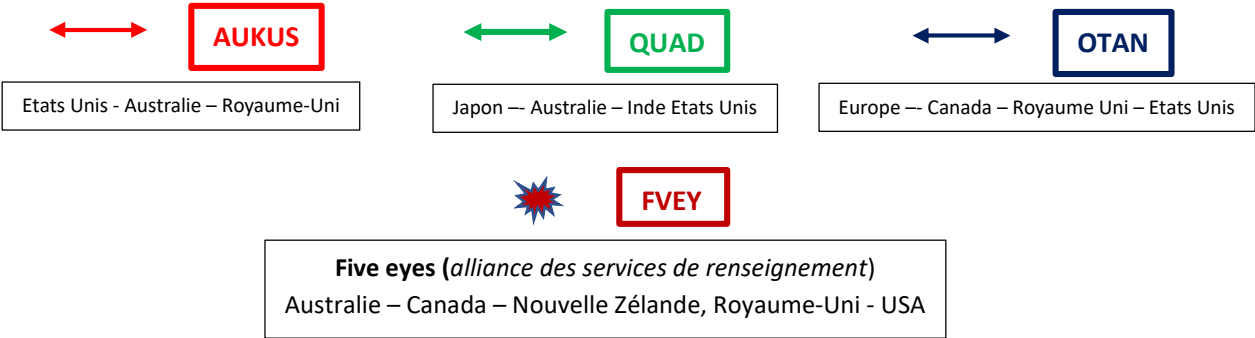 AUKUS
Etats Unis - Australie – Royaume-Uni
QUAD
Japon –- Australie – Inde Etats Unis
OTAN
Europe –- Canada – Royaume Uni – Etats Unis
FVEY
Five eyes (alliance des services de renseignement)
Australie – Canada – Nouvelle Zélande, Royaume-Uni - USA